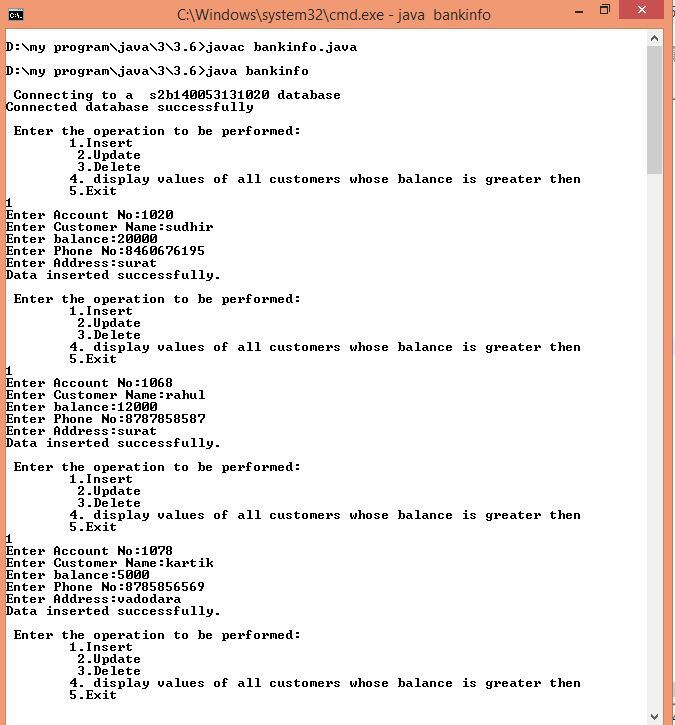 C:\Windows\system32\cmd.exe - java  bankinfo
D:\my program\java\3\3.6>javac bankinfo.java
D:\my program\java\3\3.6>java bankinfo
Connecting to a  s2b140053131020 database
Connected database successfully
Enter the operation to be performed:
1.Insert
2.Update
3.Delete
4. display values of all customers whose balance is greater then
5.Exit
1
Enter Account No:1020
Enter Customer Name:sudhir
Enter balance:20000
Enter Phone No:8460676195
Enter Address:surat
Data inserted successfully.
Enter the operation to be performed:
1.Insert
2.Update
3.Delete
4. display values of all customers whose balance is greater then
5.Exit
1
Enter Account No:1068
Enter Customer Name:rahul
Enter balance:12000
Enter Phone No:8787858587
Enter Address:surat
Data inserted successfully.
Enter the operation to be performed:
1.Insert
2.Update
3.Delete
4. display values of all customers whose balance is greater then
5.Exit
1
Enter Account No:1078
Enter Customer Name:kartik
Enter balance:5000
Enter Phone No:8785856569
Enter Address:vadodara
Data inserted successfully.
Enter the operation to be performed:
1.Insert
2.Update
3.Delete
4. display values of all customers whose balance is greater then
5.Exit